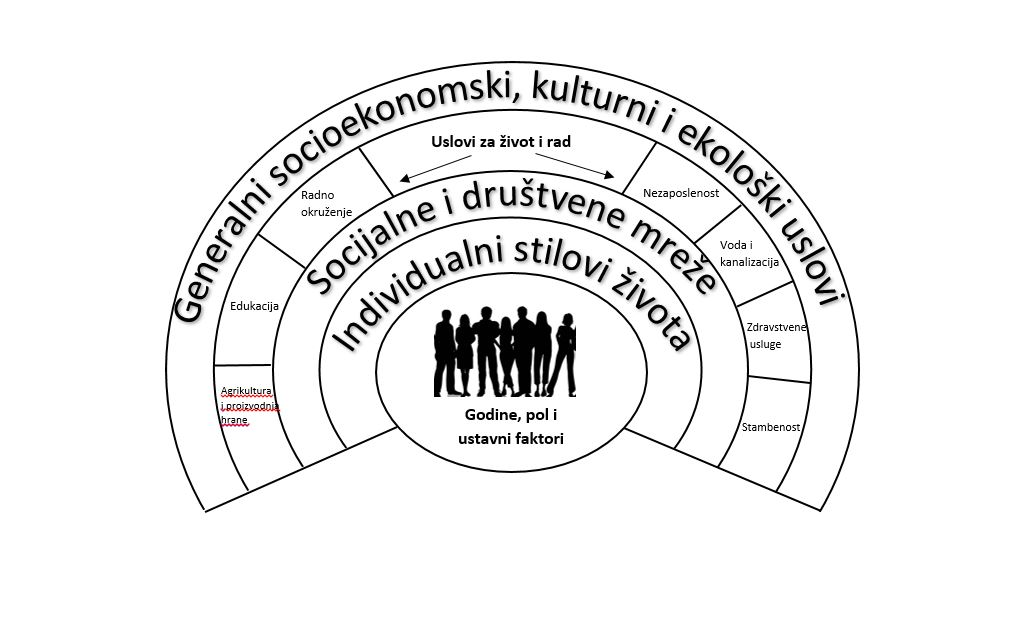 Generalni socioekonomski, kulturni i ekološki uslovi
Uslovi za život i rad
Radno
okruženje
Nezaposlenost
Socijalne i društvene mreže
Voda i
kanalizacija
Individualni stilovi života
Edukacija
Zdravstvene
usluge
Agrikultura
i proizvodnja
hrane
Stambenost
Godine, pol i
ustavni faktori